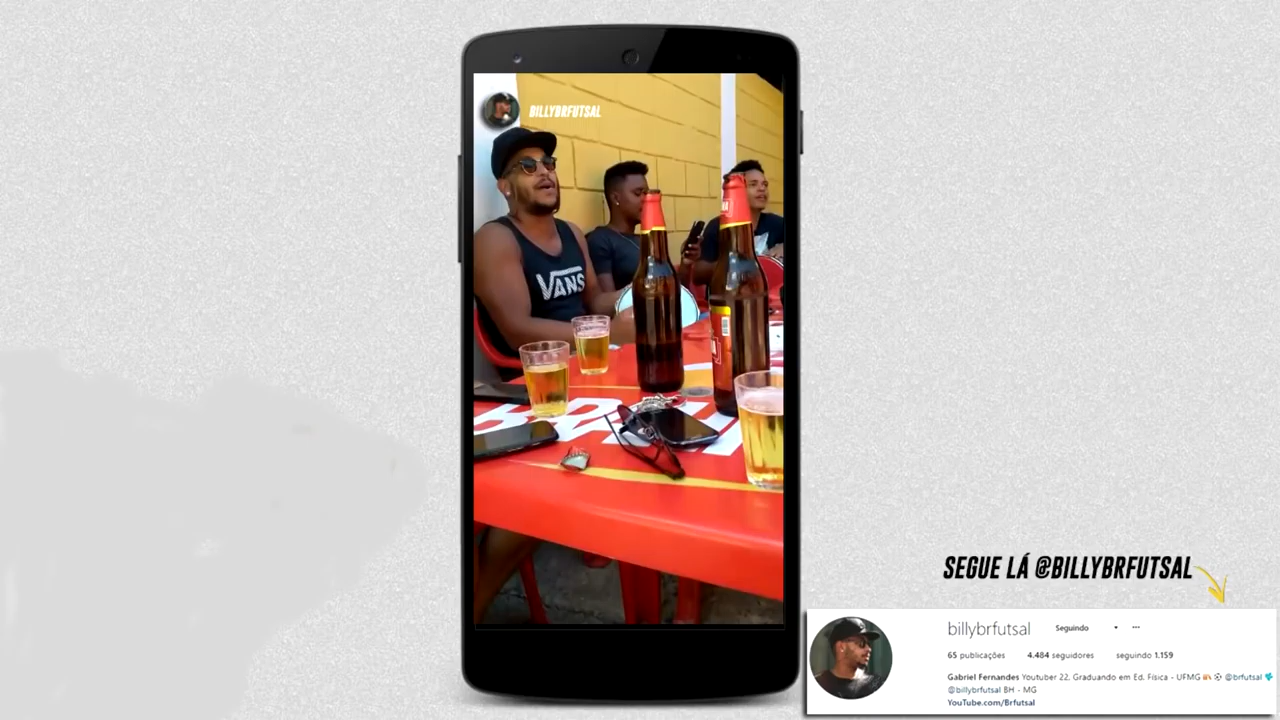 BILLYBRFUTSAL
VANS
SEGUE LÁ @BILLYBRFUTSAL
billybrfutsal Seguindo
65 publicações 4.484 seguidores seguindo 1.159
Gabriel Fernandes Youtuber 22. Graduando em Ed. Física - UFMG @brfutsal
@billybrfutsal BH - MG
YouTube.com/Brfutsal